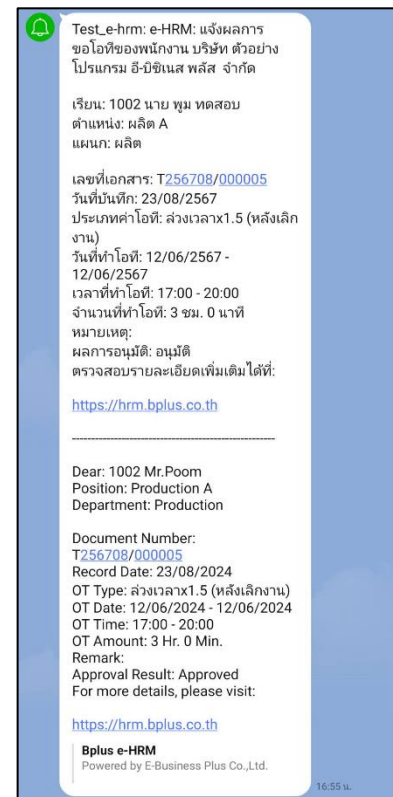 Test_e-hrm: e-HRM: แจ้งผลการ
ขอโอทีของพนักงาน บริษัท ตัวอย่าง
โปรแกรม อี-บิซิเนส พลัส จำกัด
เรียน: 1002 นาย พูม ทดสอบ
ตำแหน่ง: ผลิต A
แผนก: ผลิต
เลขที่เอกสาร: T256708/000005
วันที่บันทึก: 23/08/2567
ประเภทค่าโอที: ล่วงเวลาx1.5 (หลังเลิก
งาน)
วันที่ทำโอที: 12/06/2567 -
12/06/2567
เวลาที่ทำโอที: 17:00 - 20:00
จำนวนที่ทำโอที: 3 ชม. 0 นาที
หมายเหตุ:
ผลการอนุมัติ: อนุมัติ
ตรวจสอบรายละเอียดเพิ่มเติมได้ที่:
https://hrm.bplus.co.th
----------------------------------------------------
Dear: 1002 Mr.Poom
Position: Production A
Department: Production
Document Number:
T256708/000005
Record Date: 23/08/2024
OT Type: ล่วงเวลาx1.5 (หลังเลิกงาน)
OT Date: 12/06/2024 - 12/06/2024
OT Time: 17:00 - 20:00
OT Amount: 3 Hr. 0 Min.
Remark:
Approval Result: Approved
For more details, please visit:
https://hrm.bplus.co.th
Bplus e-HRM
Powered by E-Business Plus Co.,Ltd.
16:55 น.